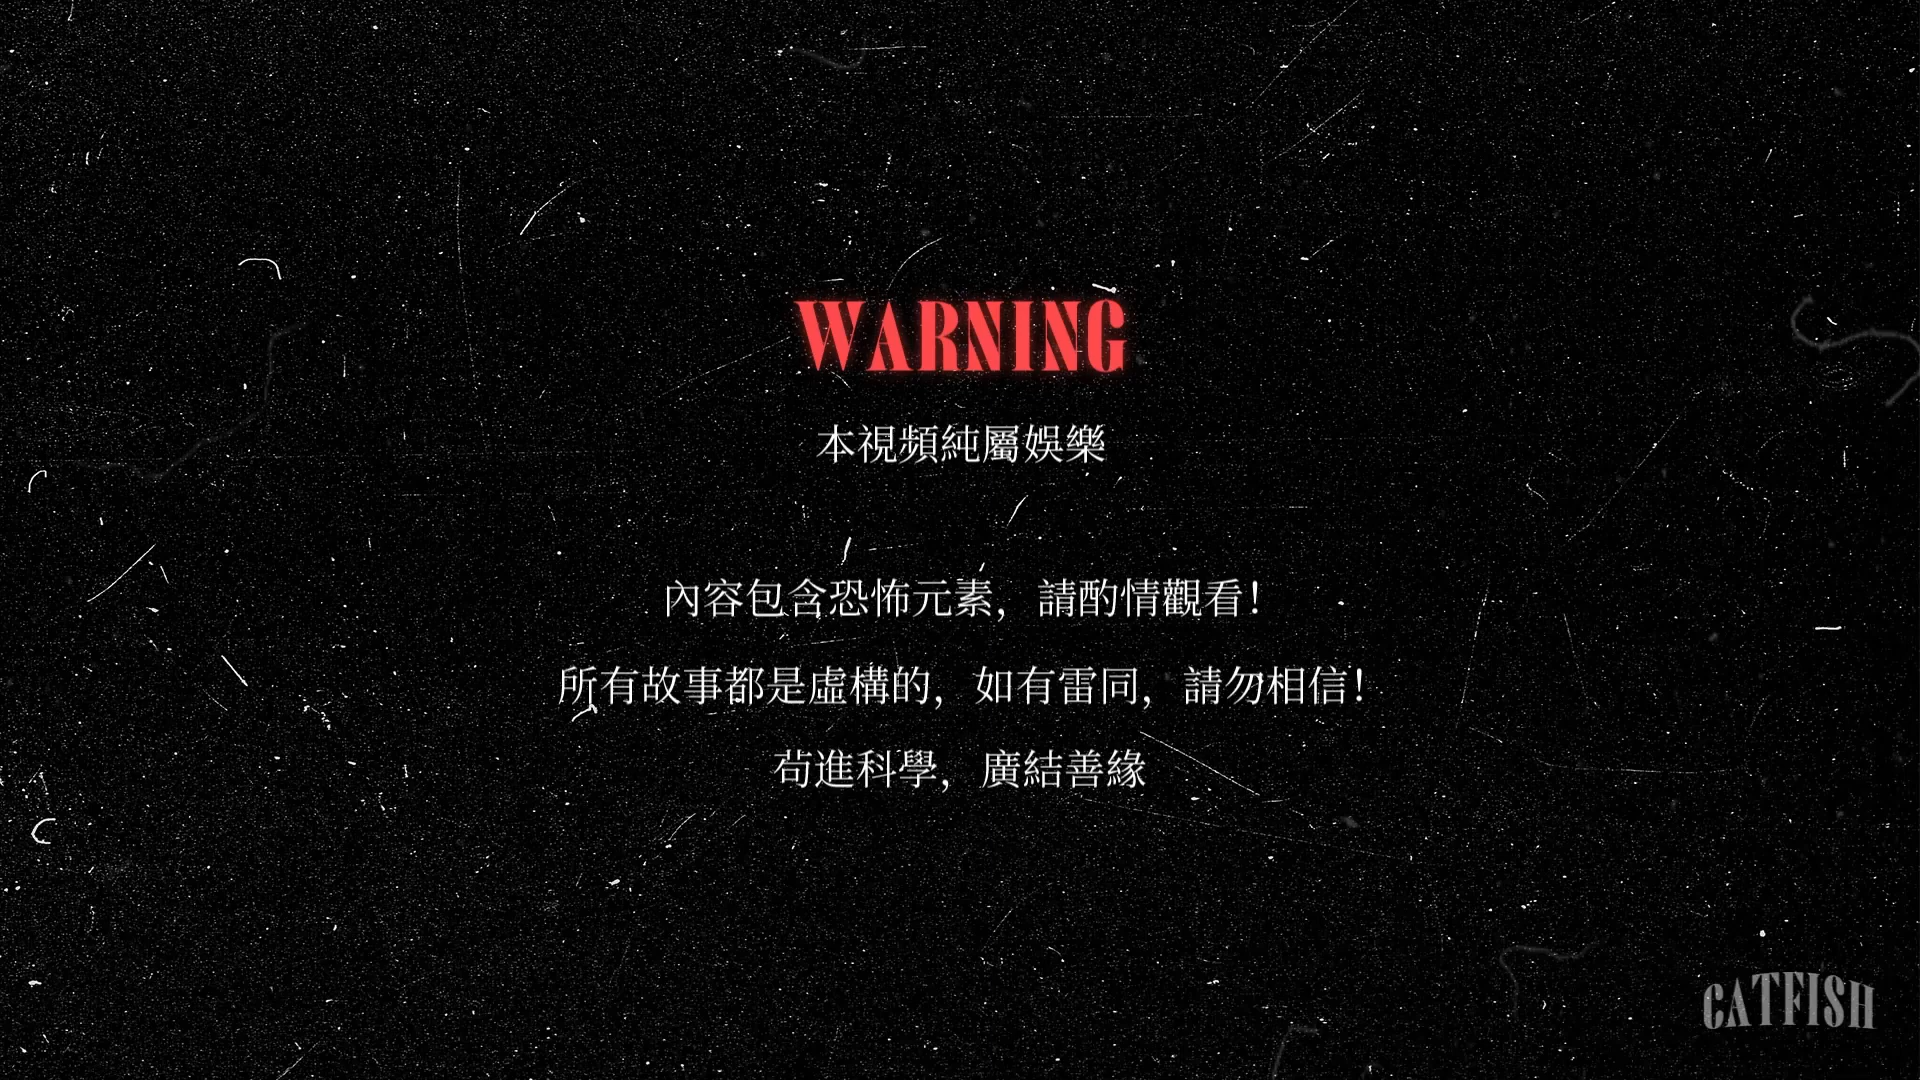 WARNING
本視頻純屬娛樂
內容包含恐怖元素，請酌情觀看！
所有故事都是虛構的，如有雷同，請勿相信！
茍進科學，廣結善緣
CATFISH